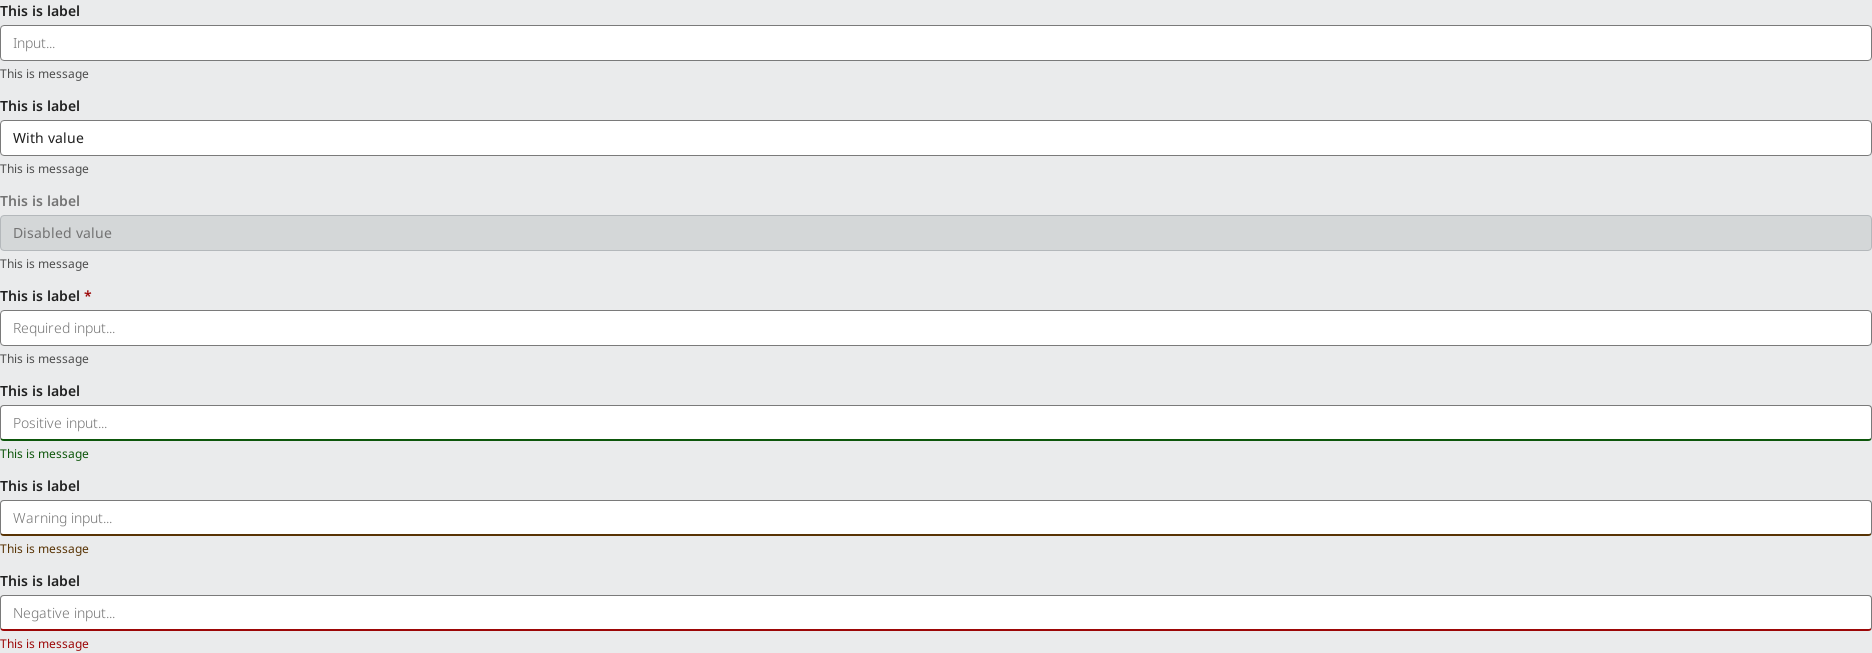 This is label
Input...
This is message
This is label
With value
This is message
This is label
Disabled value
This is message
This is label *
Required input...
This is message
This is label
Positive input...
This is message
This is label
Warning input...
This is message
This is label
Negative input...
This is message